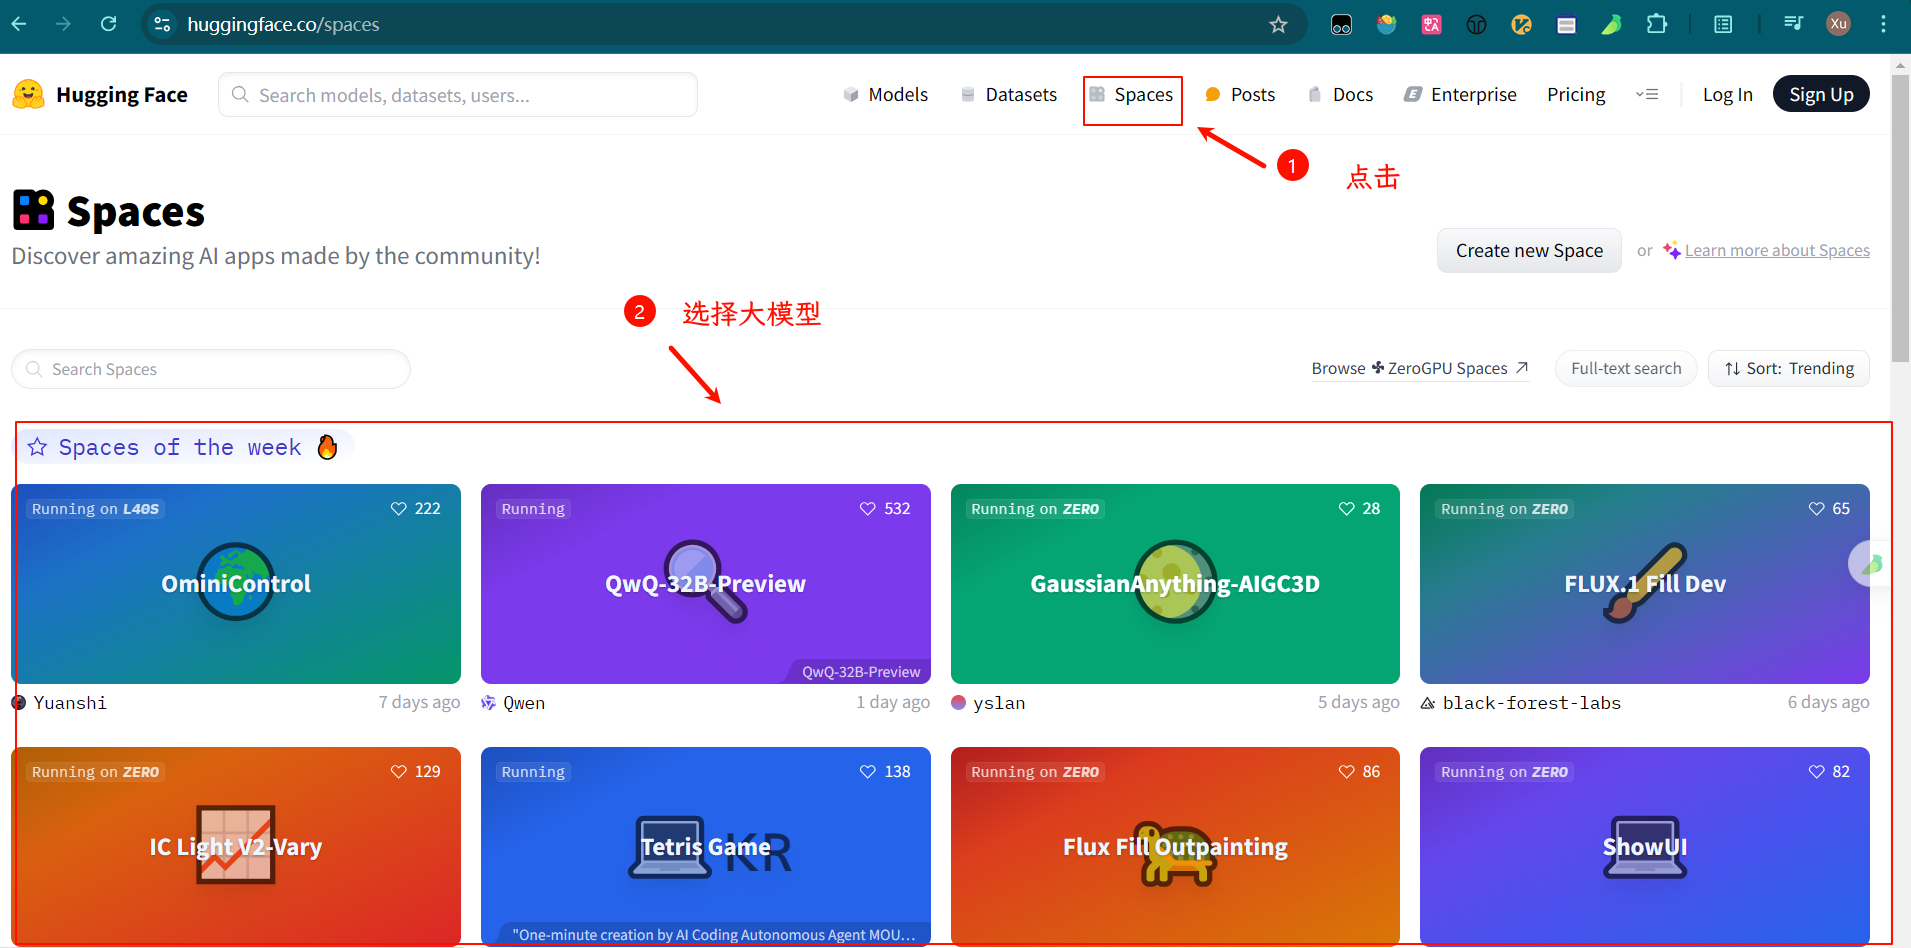 huggingface.co/spaces
Xu
Hugging Face
Search models, datasets, users...
Models
Datasets
Spaces
Posts
Docs
Enterprise
Pricing
Log In
Sign Up
1
点击
Spaces
Discover amazing AI apps made by the community!
Create new Space
or
Learn more about Spaces
2
选择大模型
Search Spaces
Browse ZeroGPU Spaces
Full-text search
Sort: Trending
Spaces of the week
Running on L40S
222
OminiControl
Yuanshi
7 days ago
Running
532
QwQ-32B-Preview
QwQ-32B-Preview
Qwen
1 day ago
Running on ZERO
28
GaussianAnything-AIGC3D
yslan
5 days ago
Running on ZERO
65
FLUX.1 Fill Dev
black-forest-labs
6 days ago
Running on ZERO
129
IC Light V2-Vary
Running
138
Tetris Game
KR
"One-minute creation by AI Coding Autonomous Agent MOU...
Running on ZERO
86
Flux Fill Outpainting
Running on ZERO
82
ShowUI